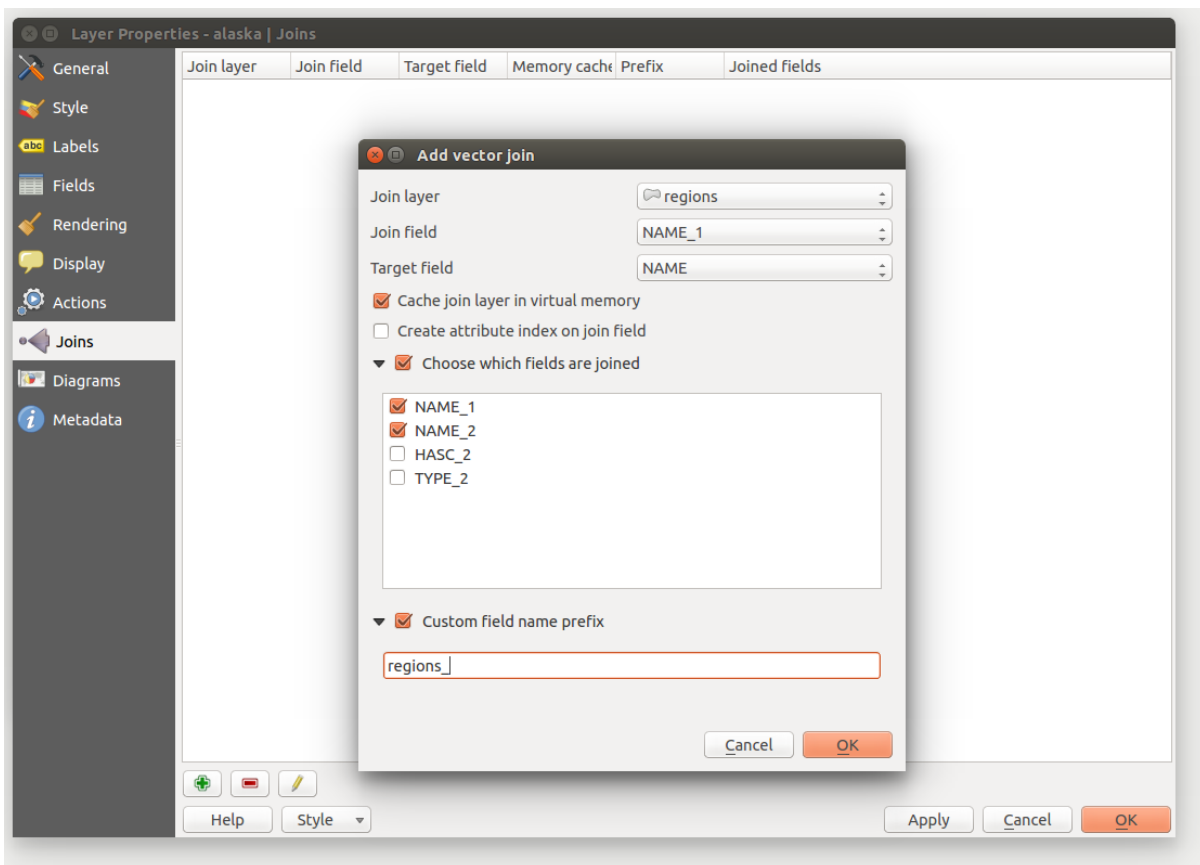 Layer Properties - alaska | Joins
General
Style
abc Labels
Fields
Rendering
Display
Actions
Joins
Diagrams
i Metadata
Join layer Join field Target field Memory cache Prefix Joined fields
Add vector join
Join layer regions
Join field NAME_1
Target field NAME
Cache join layer in virtual memory
Create attribute index on join field
Choose which fields are joined
NAME_1
NAME_2
HASC_2
TYPE_2
Custom field name prefix
regions_
Cancel OK
Help Style Apply Cancel OK